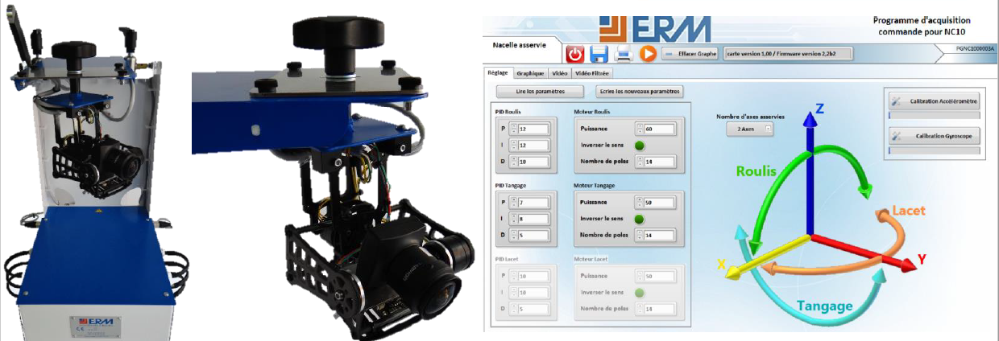 ERM
ERM
Programme d'acquisition
commande pour NC10
Nacelle asservie
Effacer Graphe
carte version 1,00 / Firmware version 2,2b2
PGNC1000003A
Réglage
Graphique
Vidéo
Vidéo Filtrée
Lire les paramètres
Ecrire les nouveaux paramètres
Calibration Accéléromètre
Calibration Gyroscope
Nombre d'axes asservies
2 Axes
PID Roulis
Moteur Roulis
P 12
Puissance 60
I 12
Inverser le sens
D 10
Nombre de poles 14
PID Tangage
Moteur Tangage
P 7
Puissance 50
I 8
Inverser le sens
D 5
Nombre de poles 14
PID Lacet
Moteur Lacet
P 10
Puissance 50
I 10
Inverser le sens
D 5
Nombre de poles 14
Z
Roulis
Lacet
X
Y
Tangage